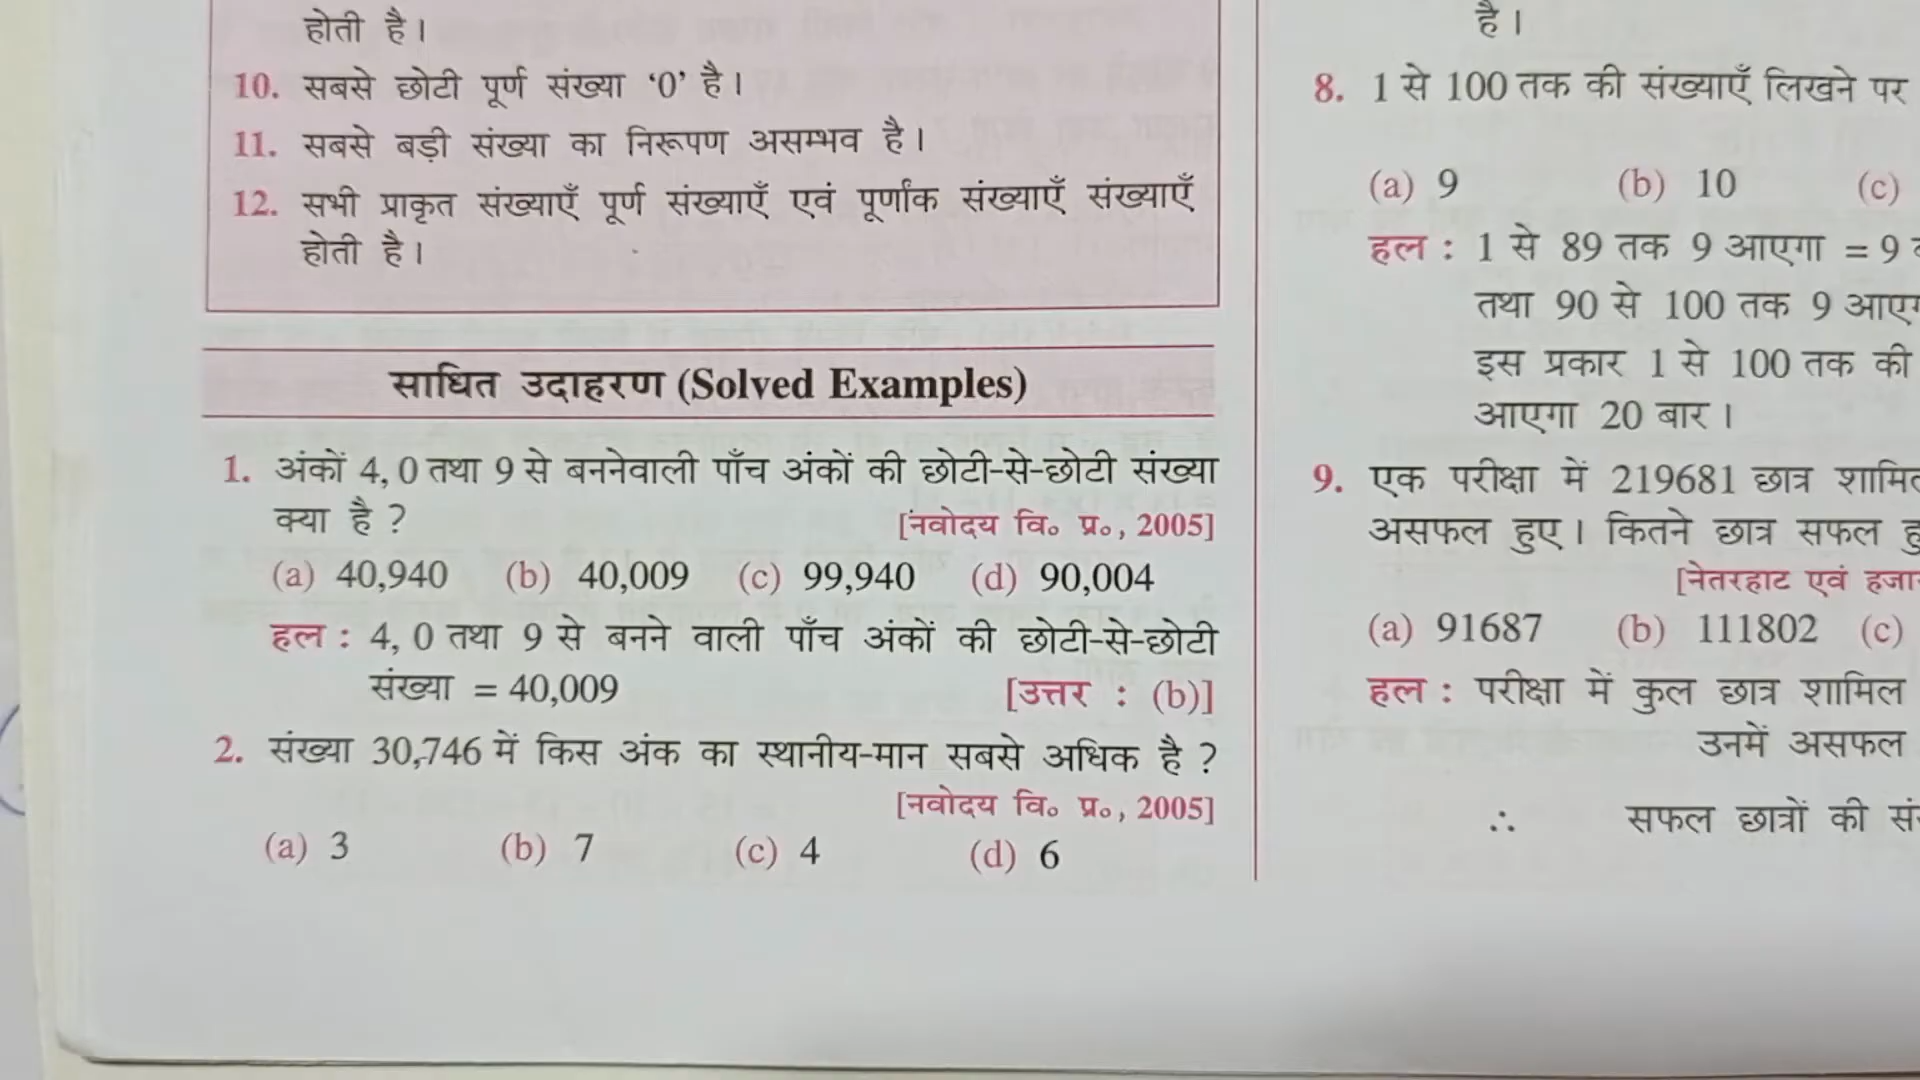 होती है।
10. सबसे छोटी पूर्ण संख्या ‘0’ है।
11. सबसे बड़ी संख्या का निरूपण असम्भव है।
12. सभी प्राकृत संख्याएँ पूर्ण संख्याएँ एवं पूर्णांक संख्याएँ संख्याएँ
होती है।
साधित उदाहरण (Solved Examples)
1. अंकों 4, 0 तथा 9 से बननेवाली पाँच अंकों की छोटी-से-छोटी संख्या
क्या है ? [नवोदय वि॰ प्र॰, 2005]
(a) 40,940 (b) 40,009 (c) 99,940 (d) 90,004
हल : 4, 0 तथा 9 से बनने वाली पाँच अंकों की छोटी-से-छोटी
संख्या = 40,009 [उत्तर : (b)]
2. संख्या 30,746 में किस अंक का स्थानीय-मान सबसे अधिक है ?
[नवोदय वि॰ प्र॰, 2005]
(a) 3 (b) 7 (c) 4 (d) 6
है।
8. 1 से 100 तक की संख्याएँ लिखने पर
(a) 9 (b) 10 (c)
हल : 1 से 89 तक 9 आएगा = 9
तथा 90 से 100 तक 9
इस प्रकार 1 से 100 तक की
आएगा 20 बार।
9. एक परीक्षा में 219681 छात्र
असफल हुए। कितने छात्र सफल
[नेतरहाट एवं
(a) 91687 (b) 111802 (c)
हल : परीक्षा में कुल छात्र शामिल
उनमें असफल
∴ सफल छात्रों की